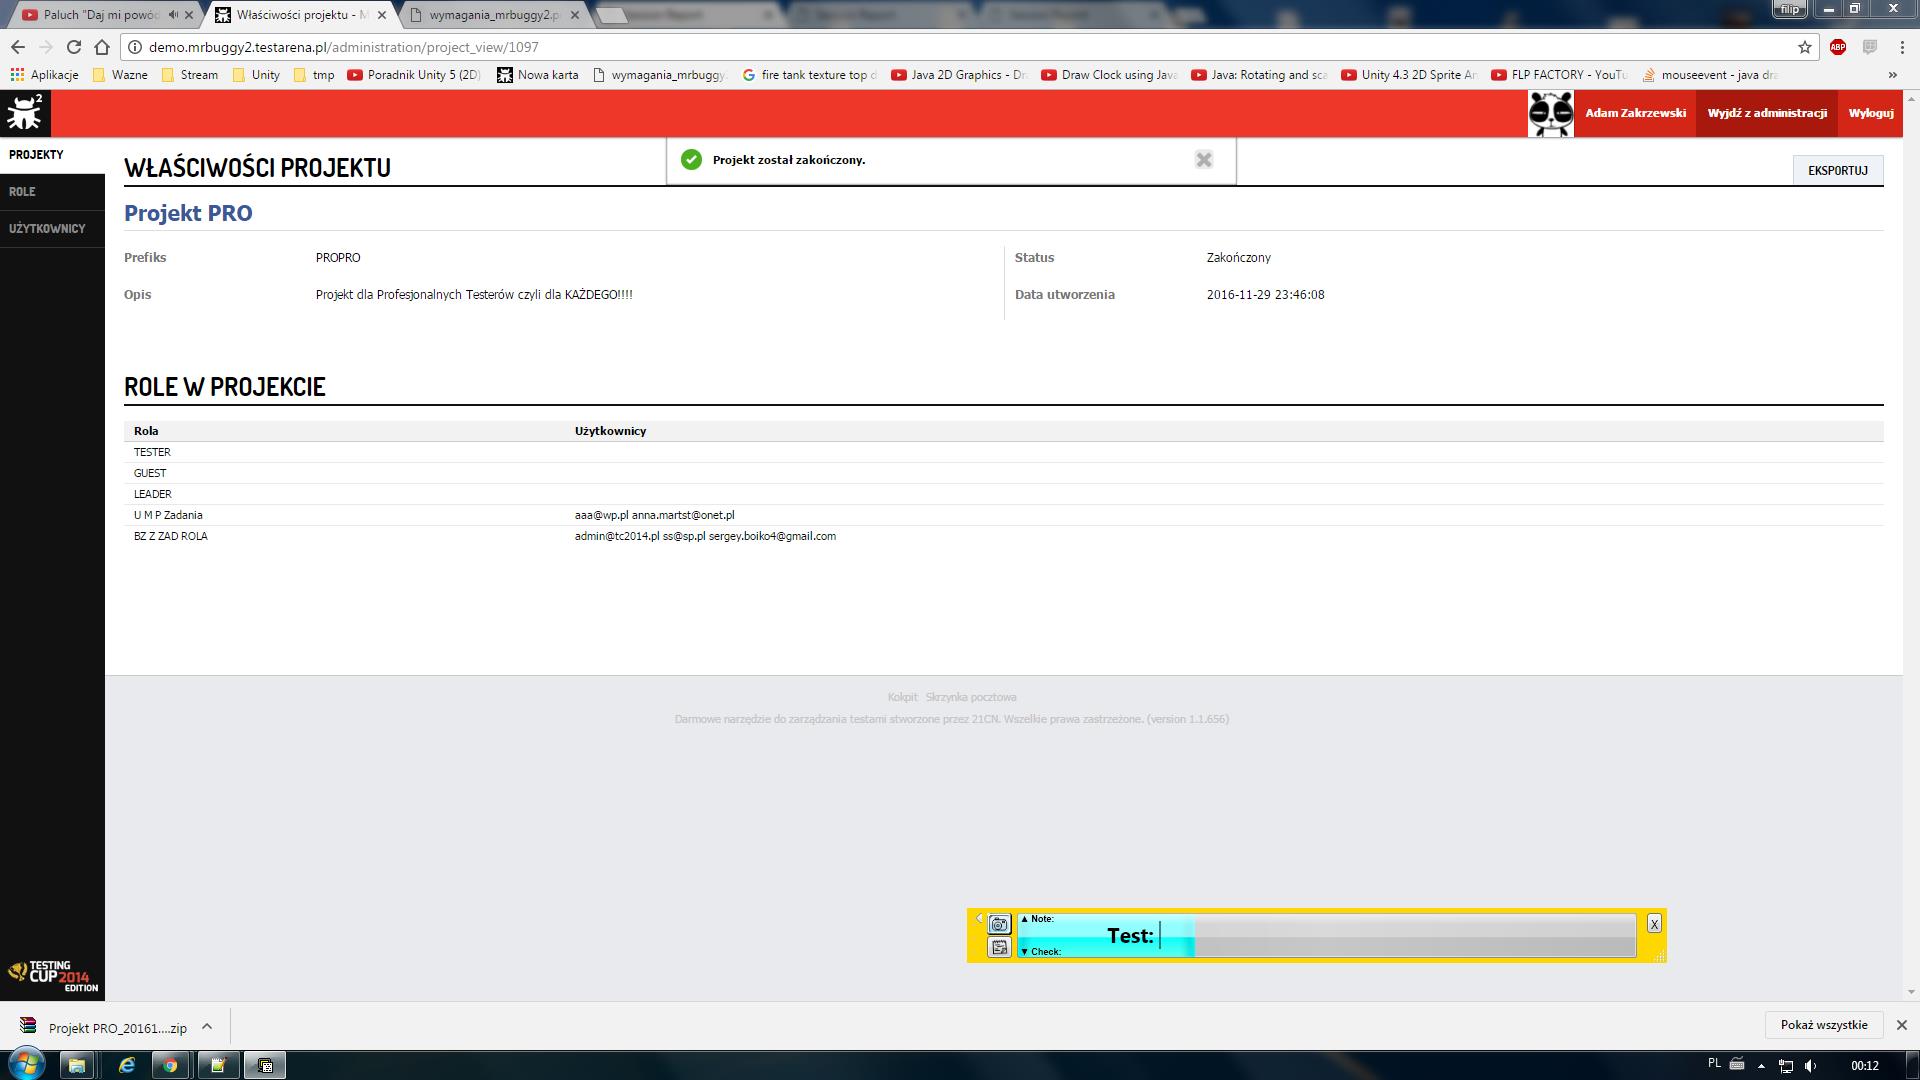 Paluch "Daj mi powód
Właściwości projektu - M
wymagania_mrbuggy2.p
filip
demo.mrbuggy2.testarena.pl/administration/project_view/1097
ABP
Aplikacje Wazne Stream Unity tmp Poradnik Unity 5 (2D) Nowa karta wymagania_mrbuggy. fire tank texture top d Java 2D Graphics - Dr Draw Clock using Java Java: Rotating and sca Unity 4.3 2D Sprite An FLP FACTORY - YouTu mouseevent - java dra »
2
Adam Zakrzewski Wyjdź z administracji Wyloguj
PROJEKTY
ROLE
UŻYTKOWNICY
Projekt został zakończony.
WŁAŚCIWOŚCI PROJEKTU
EKSPORTUJ
Projekt PRO
Prefiks PROPRO Status Zakończony
Opis Projekt dla Profesjonalnych Testerów czyli dla KAŻDEGO!!!! Data utworzenia 2016-11-29 23:46:08
ROLE W PROJEKCIE
Rola Użytkownicy
TESTER
GUEST
LEADER
U M P Zadania aaa@wp.pl anna.martst@onet.pl
BZ Z ZAD ROLA admin@tc2014.pl ss@sp.pl sergey.boiko4@gmail.com
Kokpit Skrzynka pocztowa
Darmowe narzędzie do zarządzania testami stworzone przez 21CN. Wszelkie prawa zastrzeżone. (version 1.1.656)
▲ Note:
Test:
▼ Check:
X
TESTING
CUP 2014
EDITION
Projekt PRO_20161....zip
Pokaż wszystkie
PL
00:12